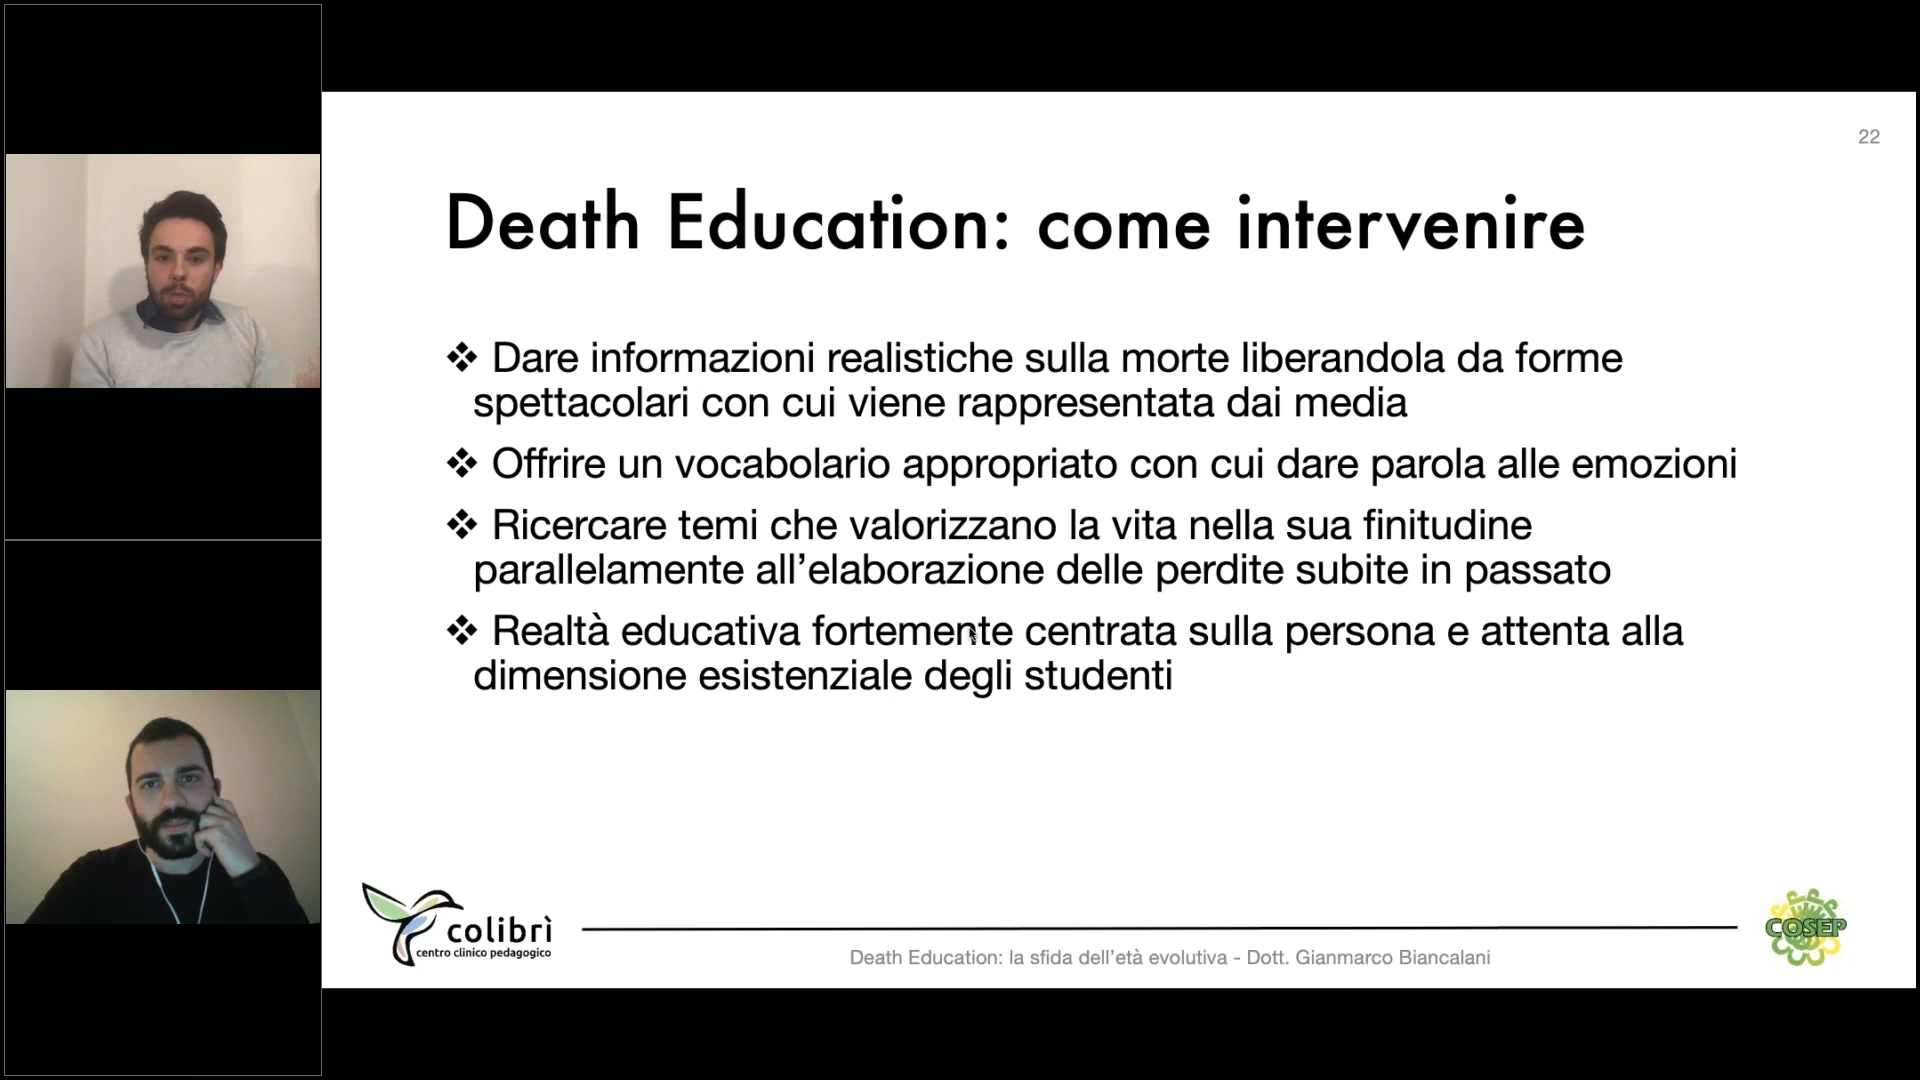 22
Death Education: come intervenire
❖ Dare informazioni realistiche sulla morte liberandola da forme
spettacolari con cui viene rappresentata dai media
❖ Offrire un vocabolario appropriato con cui dare parola alle emozioni
❖ Ricercare temi che valorizzano la vita nella sua finitudine
parallelamente all’elaborazione delle perdite subite in passato
❖ Realtà educativa fortemente centrata sulla persona e attenta alla
dimensione esistenziale degli studenti
colibrì
centro clinico pedagogico
Death Education: la sfida dell’età evolutiva - Dott. Gianmarco Biancalani
COSEP